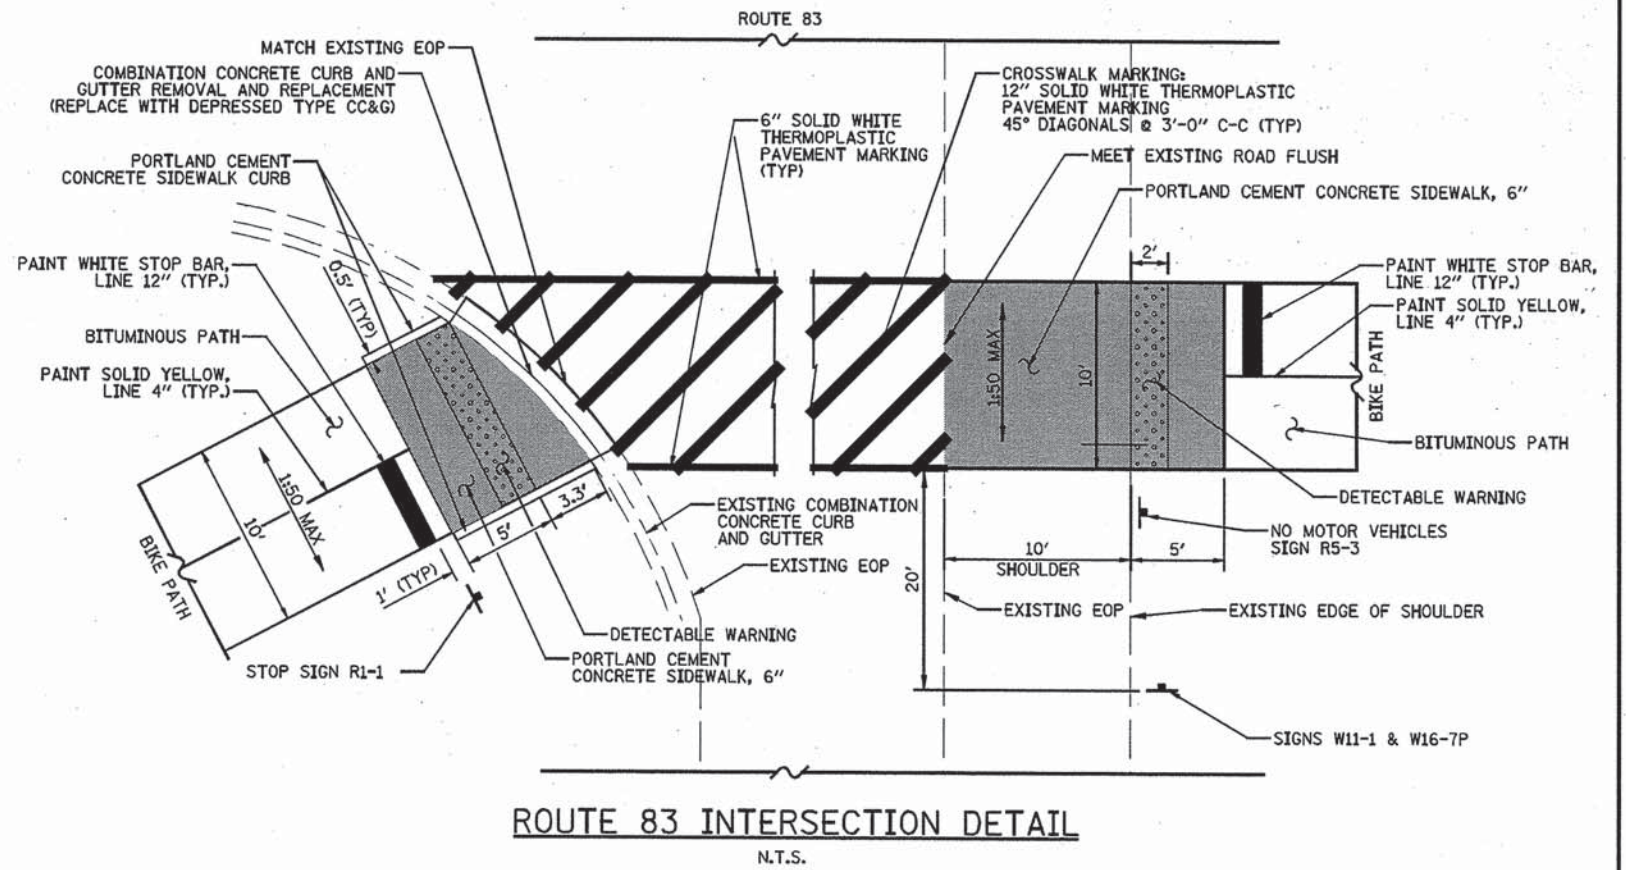 ROUTE 83
MATCH EXISTING EOP
COMBINATION CONCRETE CURB AND
GUTTER REMOVAL AND REPLACEMENT
(REPLACE WITH DEPRESSED TYPE CC&G)
PORTLAND CEMENT
CONCRETE SIDEWALK CURB
PAINT WHITE STOP BAR,
LINE 12" (TYP.)
BITUMINOUS PATH
PAINT SOLID YELLOW,
LINE 4" (TYP.)
0.5' (TYP)
6" SOLID WHITE
THERMOPLASTIC
PAVEMENT MARKING
(TYP)
CROSSWALK MARKING:
12" SOLID WHITE THERMOPLASTIC
PAVEMENT MARKING
45° DIAGONALS @ 3'-0" C-C (TYP)
MEET EXISTING ROAD FLUSH
PORTLAND CEMENT CONCRETE SIDEWALK, 6"
2'
PAINT WHITE STOP BAR,
LINE 12" (TYP.)
PAINT SOLID YELLOW,
LINE 4" (TYP.)
1:50 MAX
10'
BIKE PATH
BITUMINOUS PATH
DETECTABLE WARNING
NO MOTOR VEHICLES
SIGN R5-3
10'
SHOULDER
5'
20'
EXISTING EOP
EXISTING EDGE OF SHOULDER
SIGNS W11-1 & W16-7P
1:50 MAX
10'
BIKE PATH
1' (TYP)
5'
3.3'
EXISTING COMBINATION
CONCRETE CURB
AND GUTTER
EXISTING EOP
DETECTABLE WARNING
PORTLAND CEMENT
CONCRETE SIDEWALK, 6"
STOP SIGN R1-1
ROUTE 83 INTERSECTION DETAIL
N.T.S.